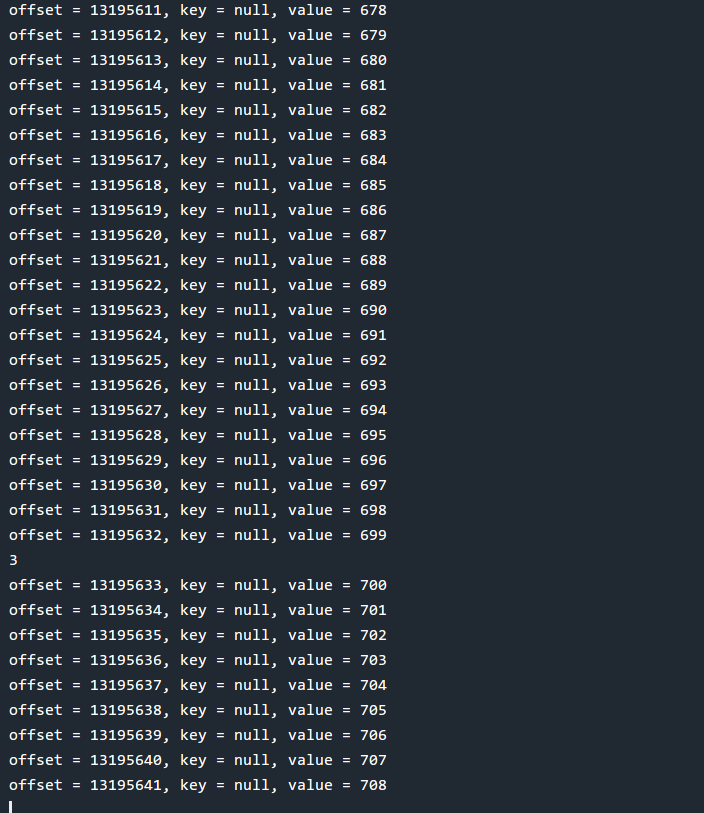 offset = 13195611, key = null, value = 678
offset = 13195612, key = null, value = 679
offset = 13195613, key = null, value = 680
offset = 13195614, key = null, value = 681
offset = 13195615, key = null, value = 682
offset = 13195616, key = null, value = 683
offset = 13195617, key = null, value = 684
offset = 13195618, key = null, value = 685
offset = 13195619, key = null, value = 686
offset = 13195620, key = null, value = 687
offset = 13195621, key = null, value = 688
offset = 13195622, key = null, value = 689
offset = 13195623, key = null, value = 690
offset = 13195624, key = null, value = 691
offset = 13195625, key = null, value = 692
offset = 13195626, key = null, value = 693
offset = 13195627, key = null, value = 694
offset = 13195628, key = null, value = 695
offset = 13195629, key = null, value = 696
offset = 13195630, key = null, value = 697
offset = 13195631, key = null, value = 698
offset = 13195632, key = null, value = 699
3
offset = 13195633, key = null, value = 700
offset = 13195634, key = null, value = 701
offset = 13195635, key = null, value = 702
offset = 13195636, key = null, value = 703
offset = 13195637, key = null, value = 704
offset = 13195638, key = null, value = 705
offset = 13195639, key = null, value = 706
offset = 13195640, key = null, value = 707
offset = 13195641, key = null, value = 708